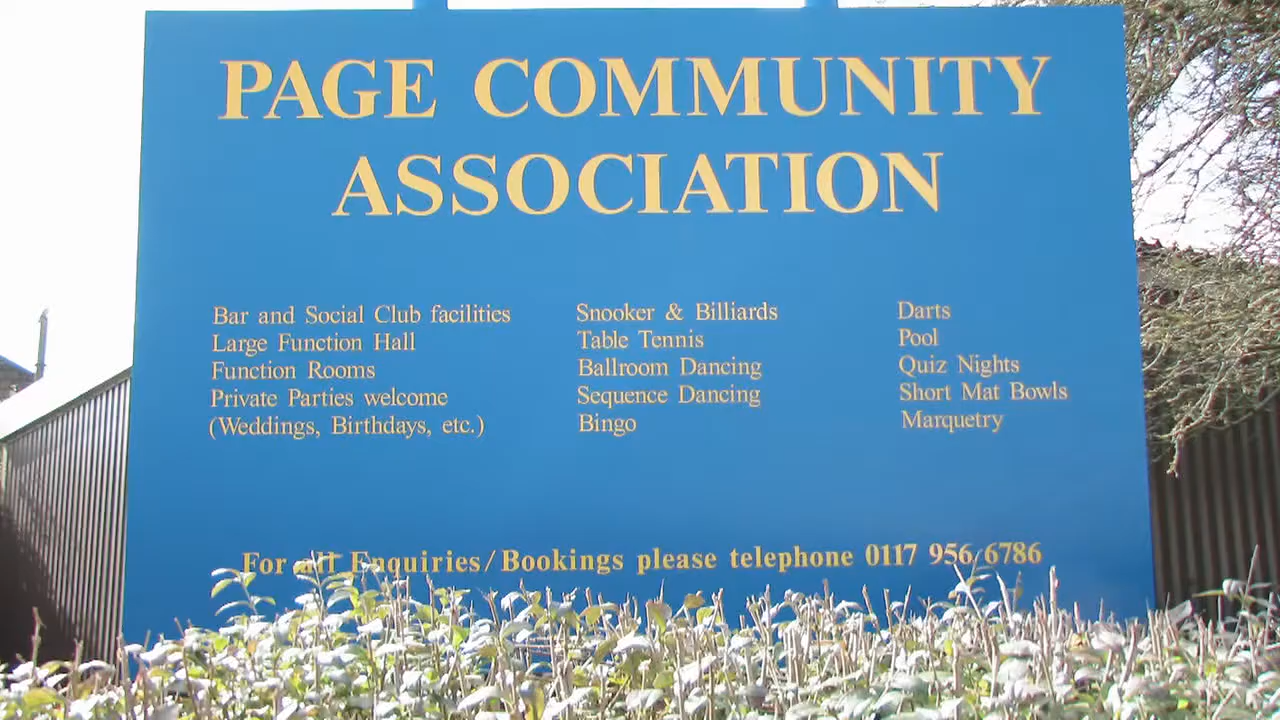 PAGE COMMUNITY
ASSOCIATION
Bar and Social Club facilities
Large Function Hall
Function Rooms
Private Parties welcome
(Weddings, Birthdays, etc.)
Snooker & Billiards
Table Tennis
Ballroom Dancing
Sequence Dancing
Bingo
Darts
Pool
Quiz Nights
Short Mat Bowls
Marquetry
For all Enquiries/Bookings please telephone 0117 956 6786